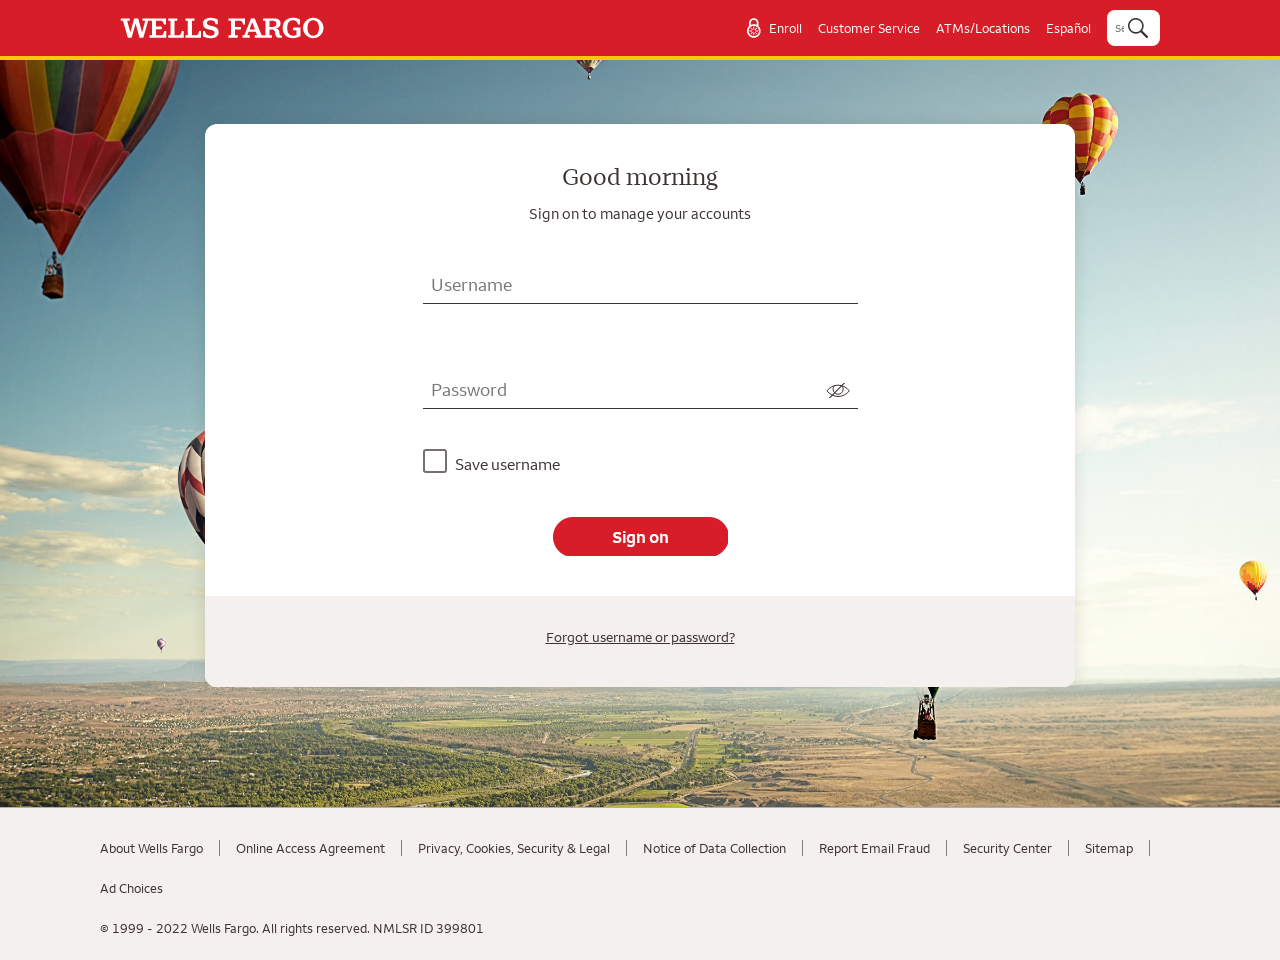 WELLS FARGO
Enroll
Customer Service
ATMs/Locations
Español
Good morning
Sign on to manage your accounts
Username
Password
Save username
Sign on
Forgot username or password?
About Wells Fargo
Online Access Agreement
Privacy, Cookies, Security & Legal
Notice of Data Collection
Report Email Fraud
Security Center
Sitemap
Ad Choices
© 1999 - 2022 Wells Fargo. All rights reserved. NMLSR ID 399801